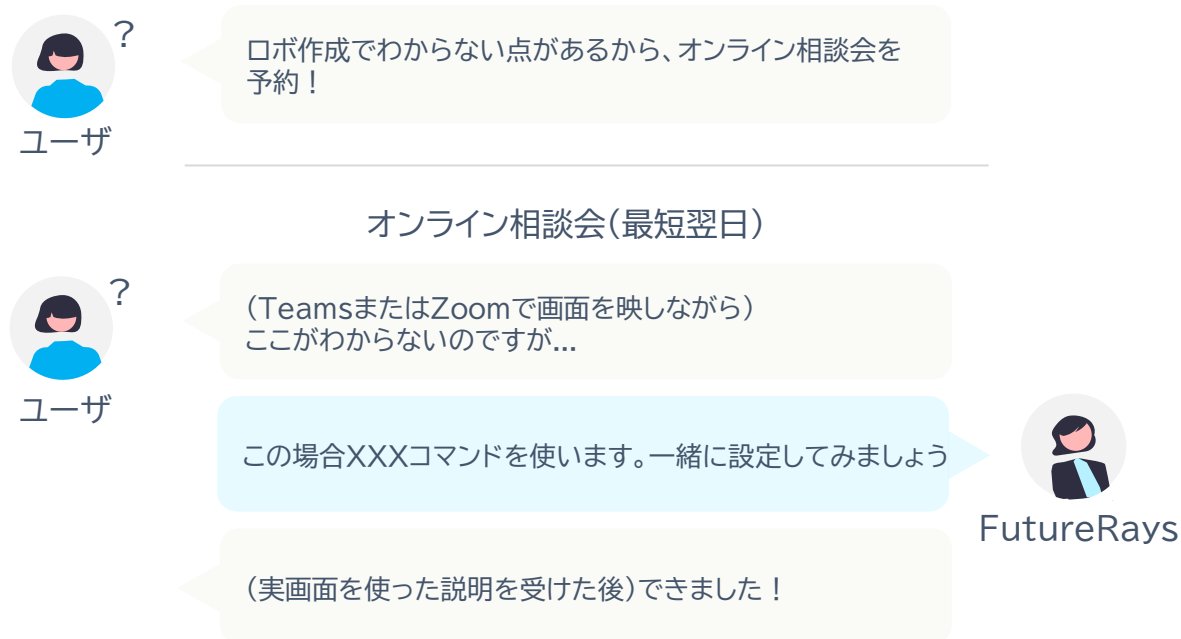 ?
ロボ作成でわからない点があるから、オンライン相談会を
予約！
ユーザ
オンライン相談会（最短翌日）
?
（TeamsまたはZoomで画面を映しながら）
ここがわからないのですが...
ユーザ
この場合XXXコマンドを使います。一緒に設定してみましょう
FutureRays
（実画面を使った説明を受けた後）できました！